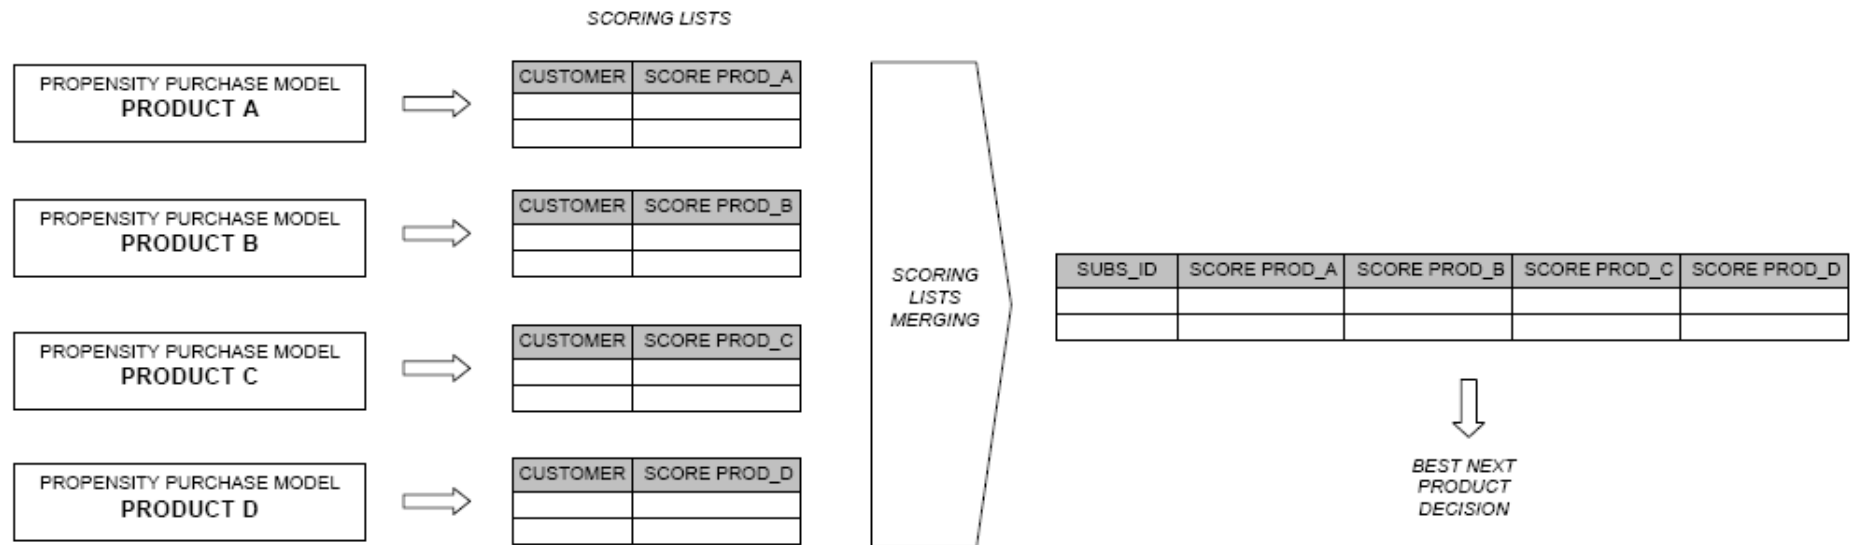 SCORING LISTS
PROPENSITY PURCHASE MODEL
PRODUCT A
CUSTOMER SCORE PROD_A
PROPENSITY PURCHASE MODEL
PRODUCT B
CUSTOMER SCORE PROD_B
PROPENSITY PURCHASE MODEL
PRODUCT C
CUSTOMER SCORE PROD_C
PROPENSITY PURCHASE MODEL
PRODUCT D
CUSTOMER SCORE PROD_D
SCORING
LISTS
MERGING
SUBS_ID SCORE PROD_A SCORE PROD_B SCORE PROD_C SCORE PROD_D
BEST NEXT
PRODUCT
DECISION